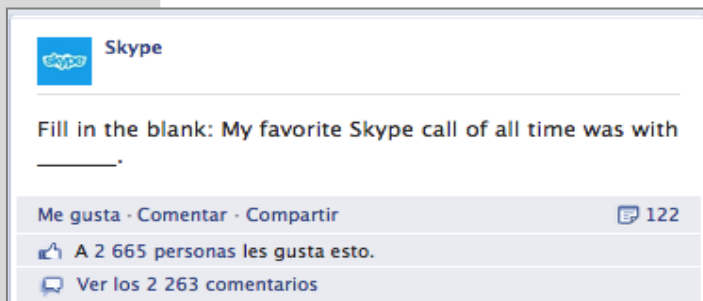 skype
Skype
Fill in the blank: My favorite Skype call of all time was with
_______.
Me gusta · Comentar · Compartir 122
A 2 665 personas les gusta esto.
Ver los 2 263 comentarios